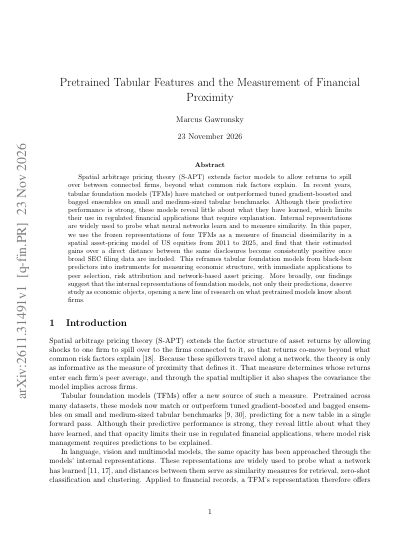 Pretrained Tabular Features and the Measurement of Financial
Proximity
Marcus Gawronsky
23 November 2026
Abstract
Spatial arbitrage pricing theory (S-APT) extends factor models to allow returns to spill
over between connected firms, beyond what common risk factors explain. In recent years,
tabular foundation models (TFMs) have matched or outperformed tuned gradient-boosted and
bagged ensembles on small and medium-sized tabular benchmarks. Although their predictive
performance is strong, these models reveal little about what they have learned, which limits
their use in regulated financial applications that require explanation. Internal representations
are widely used to probe what neural networks learn and to measure similarity. In this paper,
we use the frozen representations of four TFMs as a measure of financial dissimilarity in a
spatial asset-pricing model of US equities from 2011 to 2025, and find that their estimated
gains over a direct distance between the same disclosures become consistently positive once
broad SEC filing data are included. This reframes tabular foundation models from black-box
predictors into instruments for measuring economic structure, with immediate applications to
peer selection, risk attribution and network-based asset pricing. More broadly, our findings
suggest that the internal representations of foundation models, not only their predictions, deserve
study as economic objects, opening a new line of research on what pretrained models know about
firms.
1 Introduction
Spatial arbitrage pricing theory (S-APT) extends the factor structure of asset returns by allowing
shocks to one firm to spill over to the firms connected to it, so that returns co-move beyond what
common risk factors explain [18]. Because these spillovers travel along a network, the theory is only
as informative as the measure of proximity that defines it. That measure determines whose returns
enter each firm's peer average, and through the spatial multiplier it also shapes the covariance the
model implies across firms.
Tabular foundation models (TFMs) offer a new source of such a measure. Pretrained across
many datasets, these models now match or outperform tuned gradient-boosted and bagged ensem-
bles on small and medium-sized tabular benchmarks [9, 30], predicting for a new table in a single
forward pass. Although their predictive performance is strong, they reveal little about what they
have learned, and that opacity limits their use in regulated financial applications, where model risk
management requires predictions to be explained.
In language, vision and multimodal models, the same opacity has been approached through the
models' internal representations. These representations are widely used to probe what a network
has learned [11, 17], and distances between them serve as similarity measures for retrieval, zero-shot
classification and clustering. Applied to financial records, a TFM's representation therefore offers
1
arXiv:2611.31491v1 [q-fin.PR] 23 Nov 2026